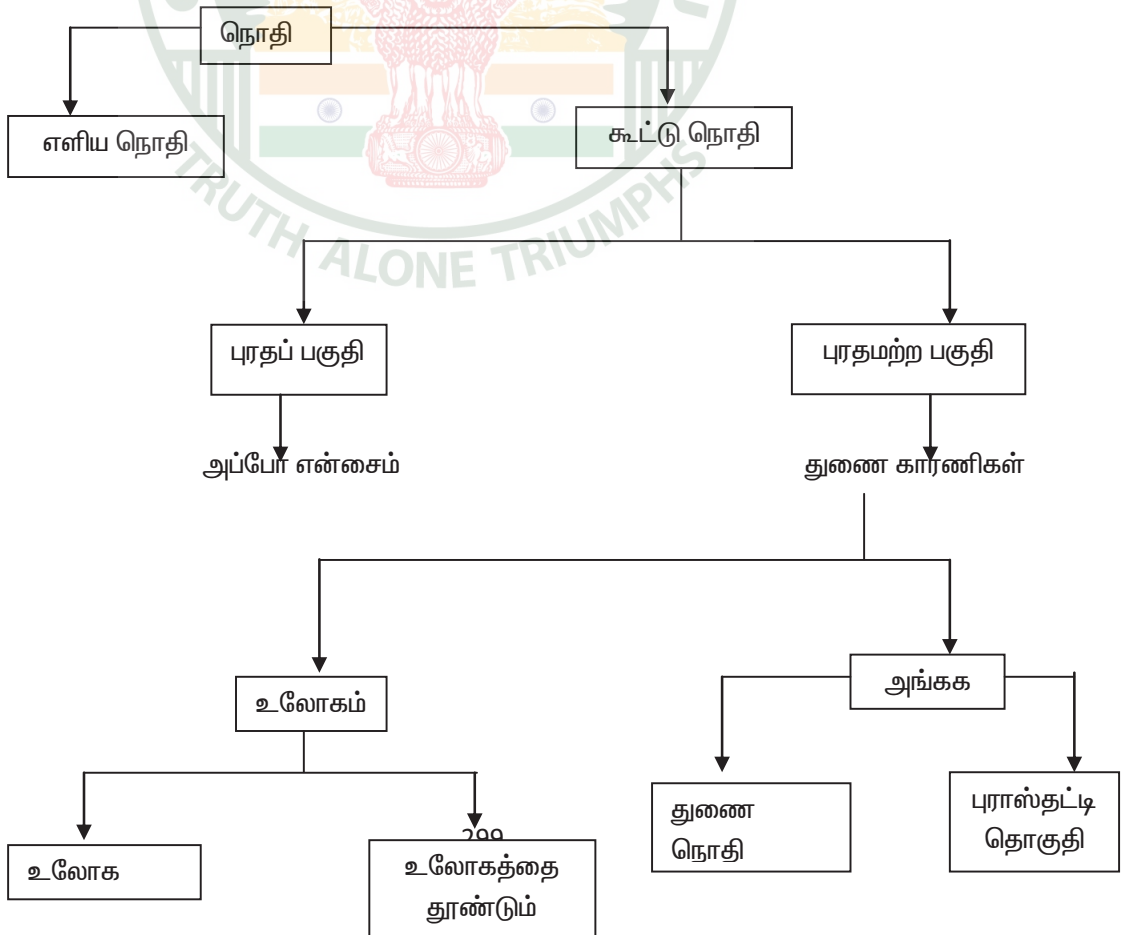 நொதி
எளிய நொதி
கூட்டு நொதி
TRUTH ALONE TRIUMPHS
புரதப் பகுதி
புரதமற்ற பகுதி
அப்போ என்சைம்
துணை காரணிகள்
உலோகம்
அங்கக
துணை
நொதி
புராஸ்தட்டி
தொகுதி
299
உலோக
உலோகத்தை
தூண்டும்